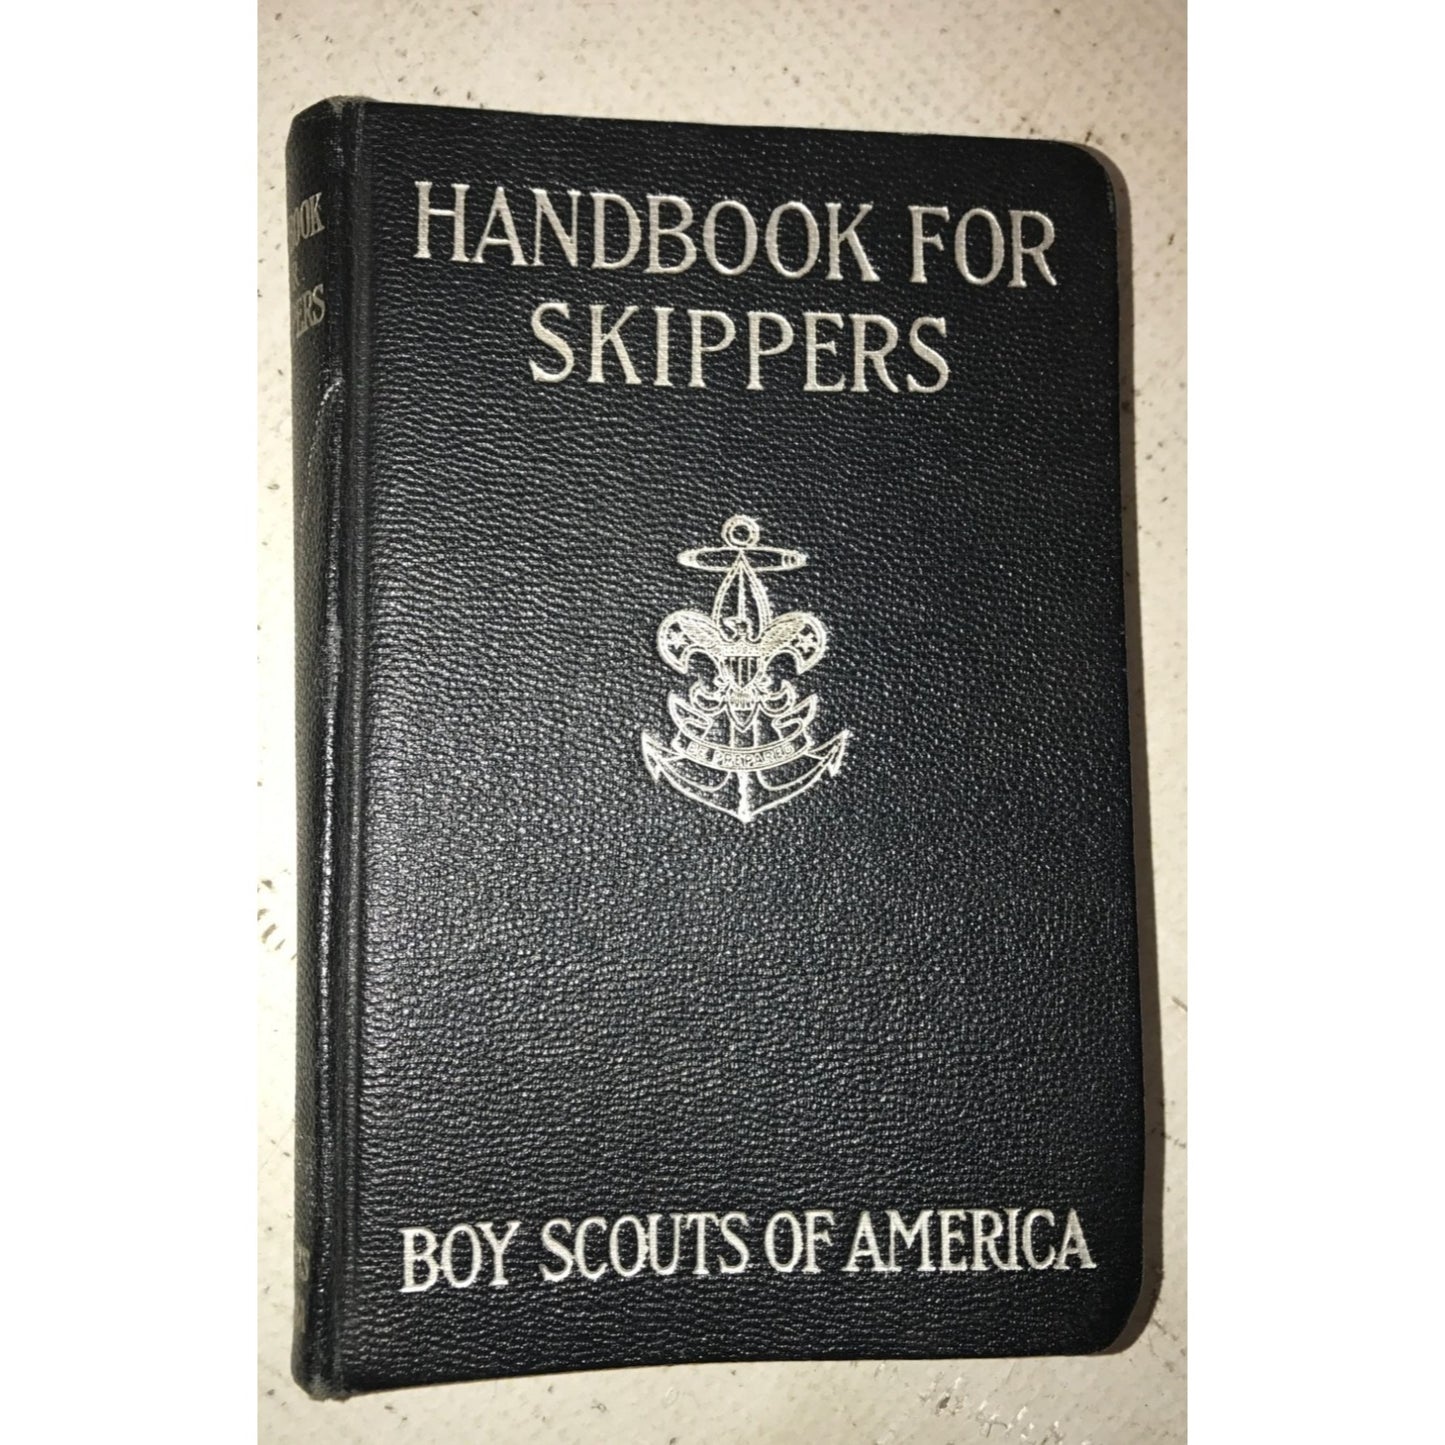 HANDBOOK FOR
SKIPPERS
BE PREPARED
BOY SCOUTS OF AMERICA